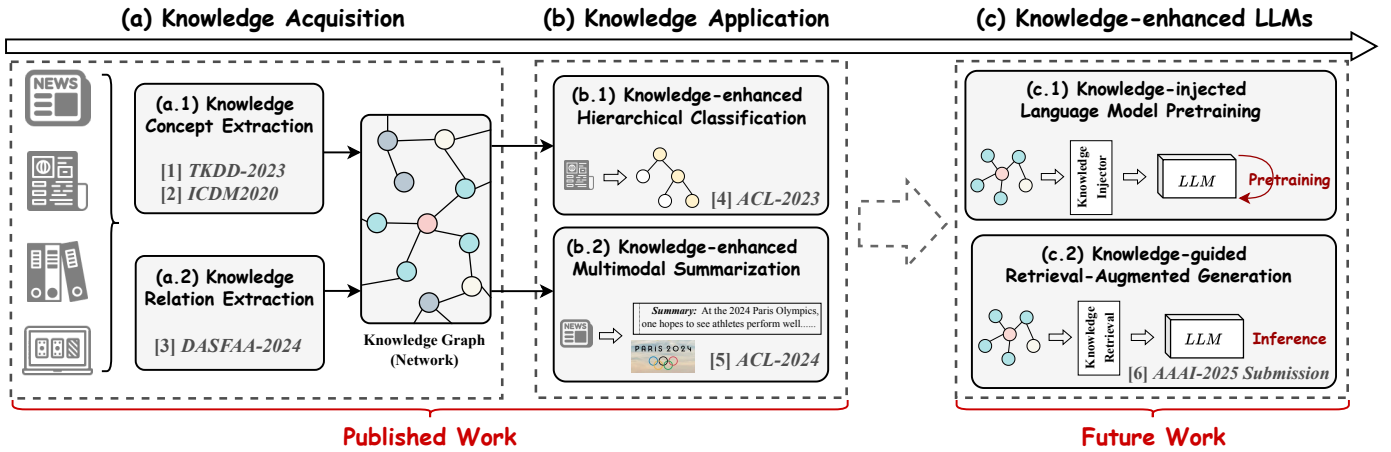 (a) Knowledge Acquisition
(b) Knowledge Application
(c) Knowledge-enhanced LLMs
NEWS
(a.1) Knowledge
Concept Extraction
[1] TKDD-2023
[2] ICDM2020
(a.2) Knowledge
Relation Extraction
[3] DASFAA-2024
Knowledge Graph
(Network)
(b.1) Knowledge-enhanced
Hierarchical Classification
[4] ACL-2023
(b.2) Knowledge-enhanced
Multimodal Summarization
NEWS
Summary: At the 2024 Paris Olympics,
one hopes to see athletes perform well......
PARIS 2024
[5] ACL-2024
(c.1) Knowledge-injected
Language Model Pretraining
Knowledge
Injector
LLM
Pretraining
(c.2) Knowledge-guided
Retrieval-Augmented Generation
Knowledge
Retrieval
LLM
Inference
[6] AAAI-2025 Submission
Published Work
Future Work